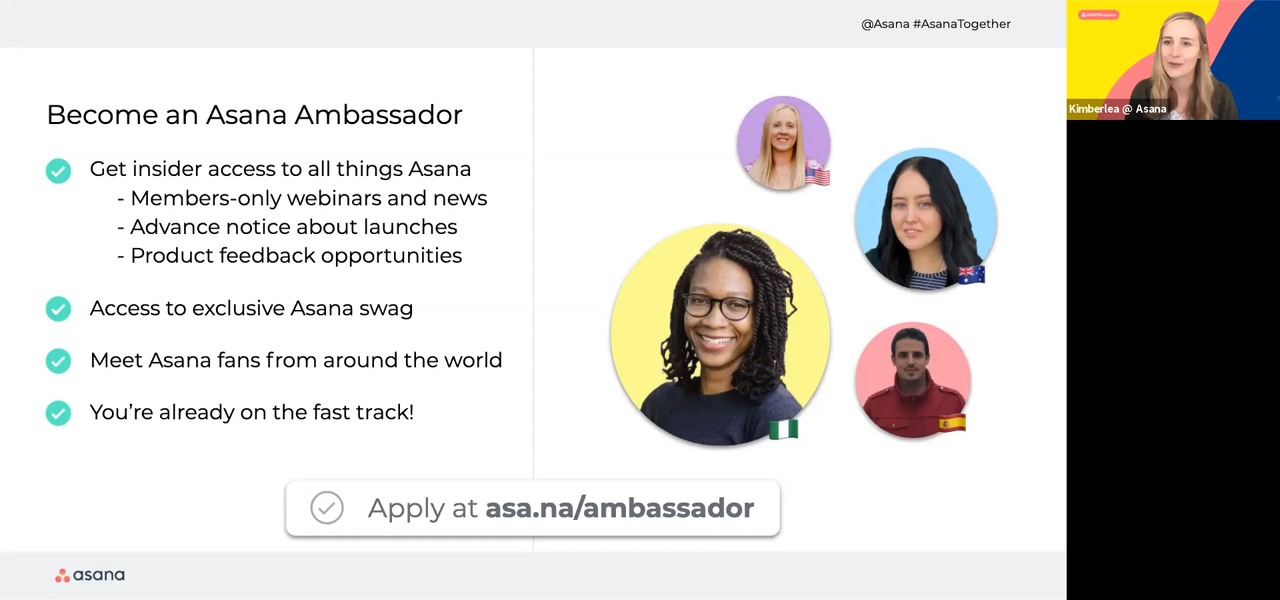 @Asana #AsanaTogether
Become an Asana Ambassador
Get insider access to all things Asana
- Members-only webinars and news
- Advance notice about launches
- Product feedback opportunities
Access to exclusive Asana swag
Meet Asana fans from around the world
You're already on the fast track!
Apply at asa.na/ambassador
asana
Kimberlea @ Asana